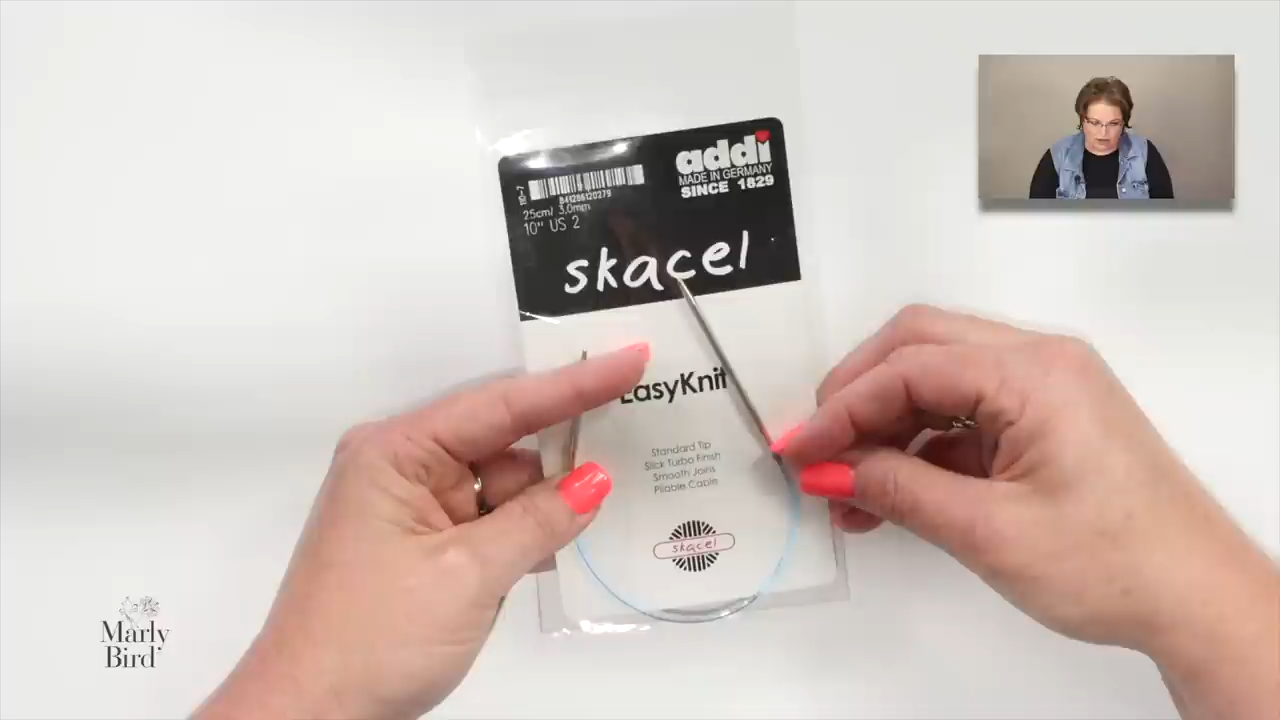 addi
MADE IN GERMANY
SINCE 1829
841286120279
25cm/ 3,0mm
10" US 2
skacel
EasyKnit
Standard Tip
Slick Turbo Finish
Smooth Joins
Pliable Cable
skacel
Marly
Bird